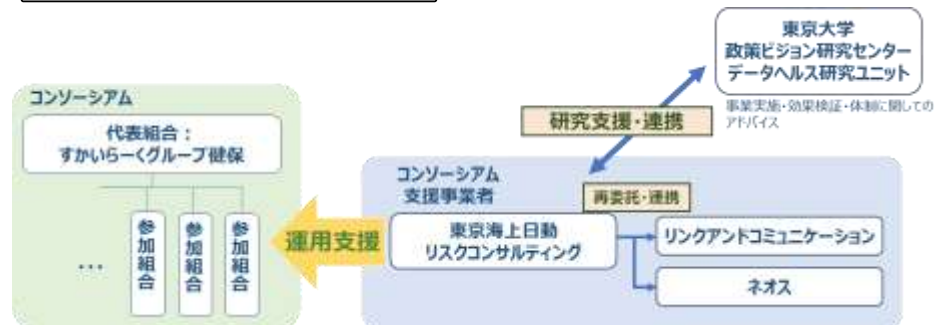 東京大学
政策ビジョン研究センター
データヘルス研究ユニット
事業実施・効果検証・体制に関しての
アドバイス
研究支援・連携
コンソーシアム
代表組合：
すかいらーくグループ健保
参加組合
参加組合
参加組合
…
運用支援
コンソーシアム
支援事業者
再委託・連携
東京海上日動
リスクコンサルティング
リンクアンドコミュニケーション
ネオス